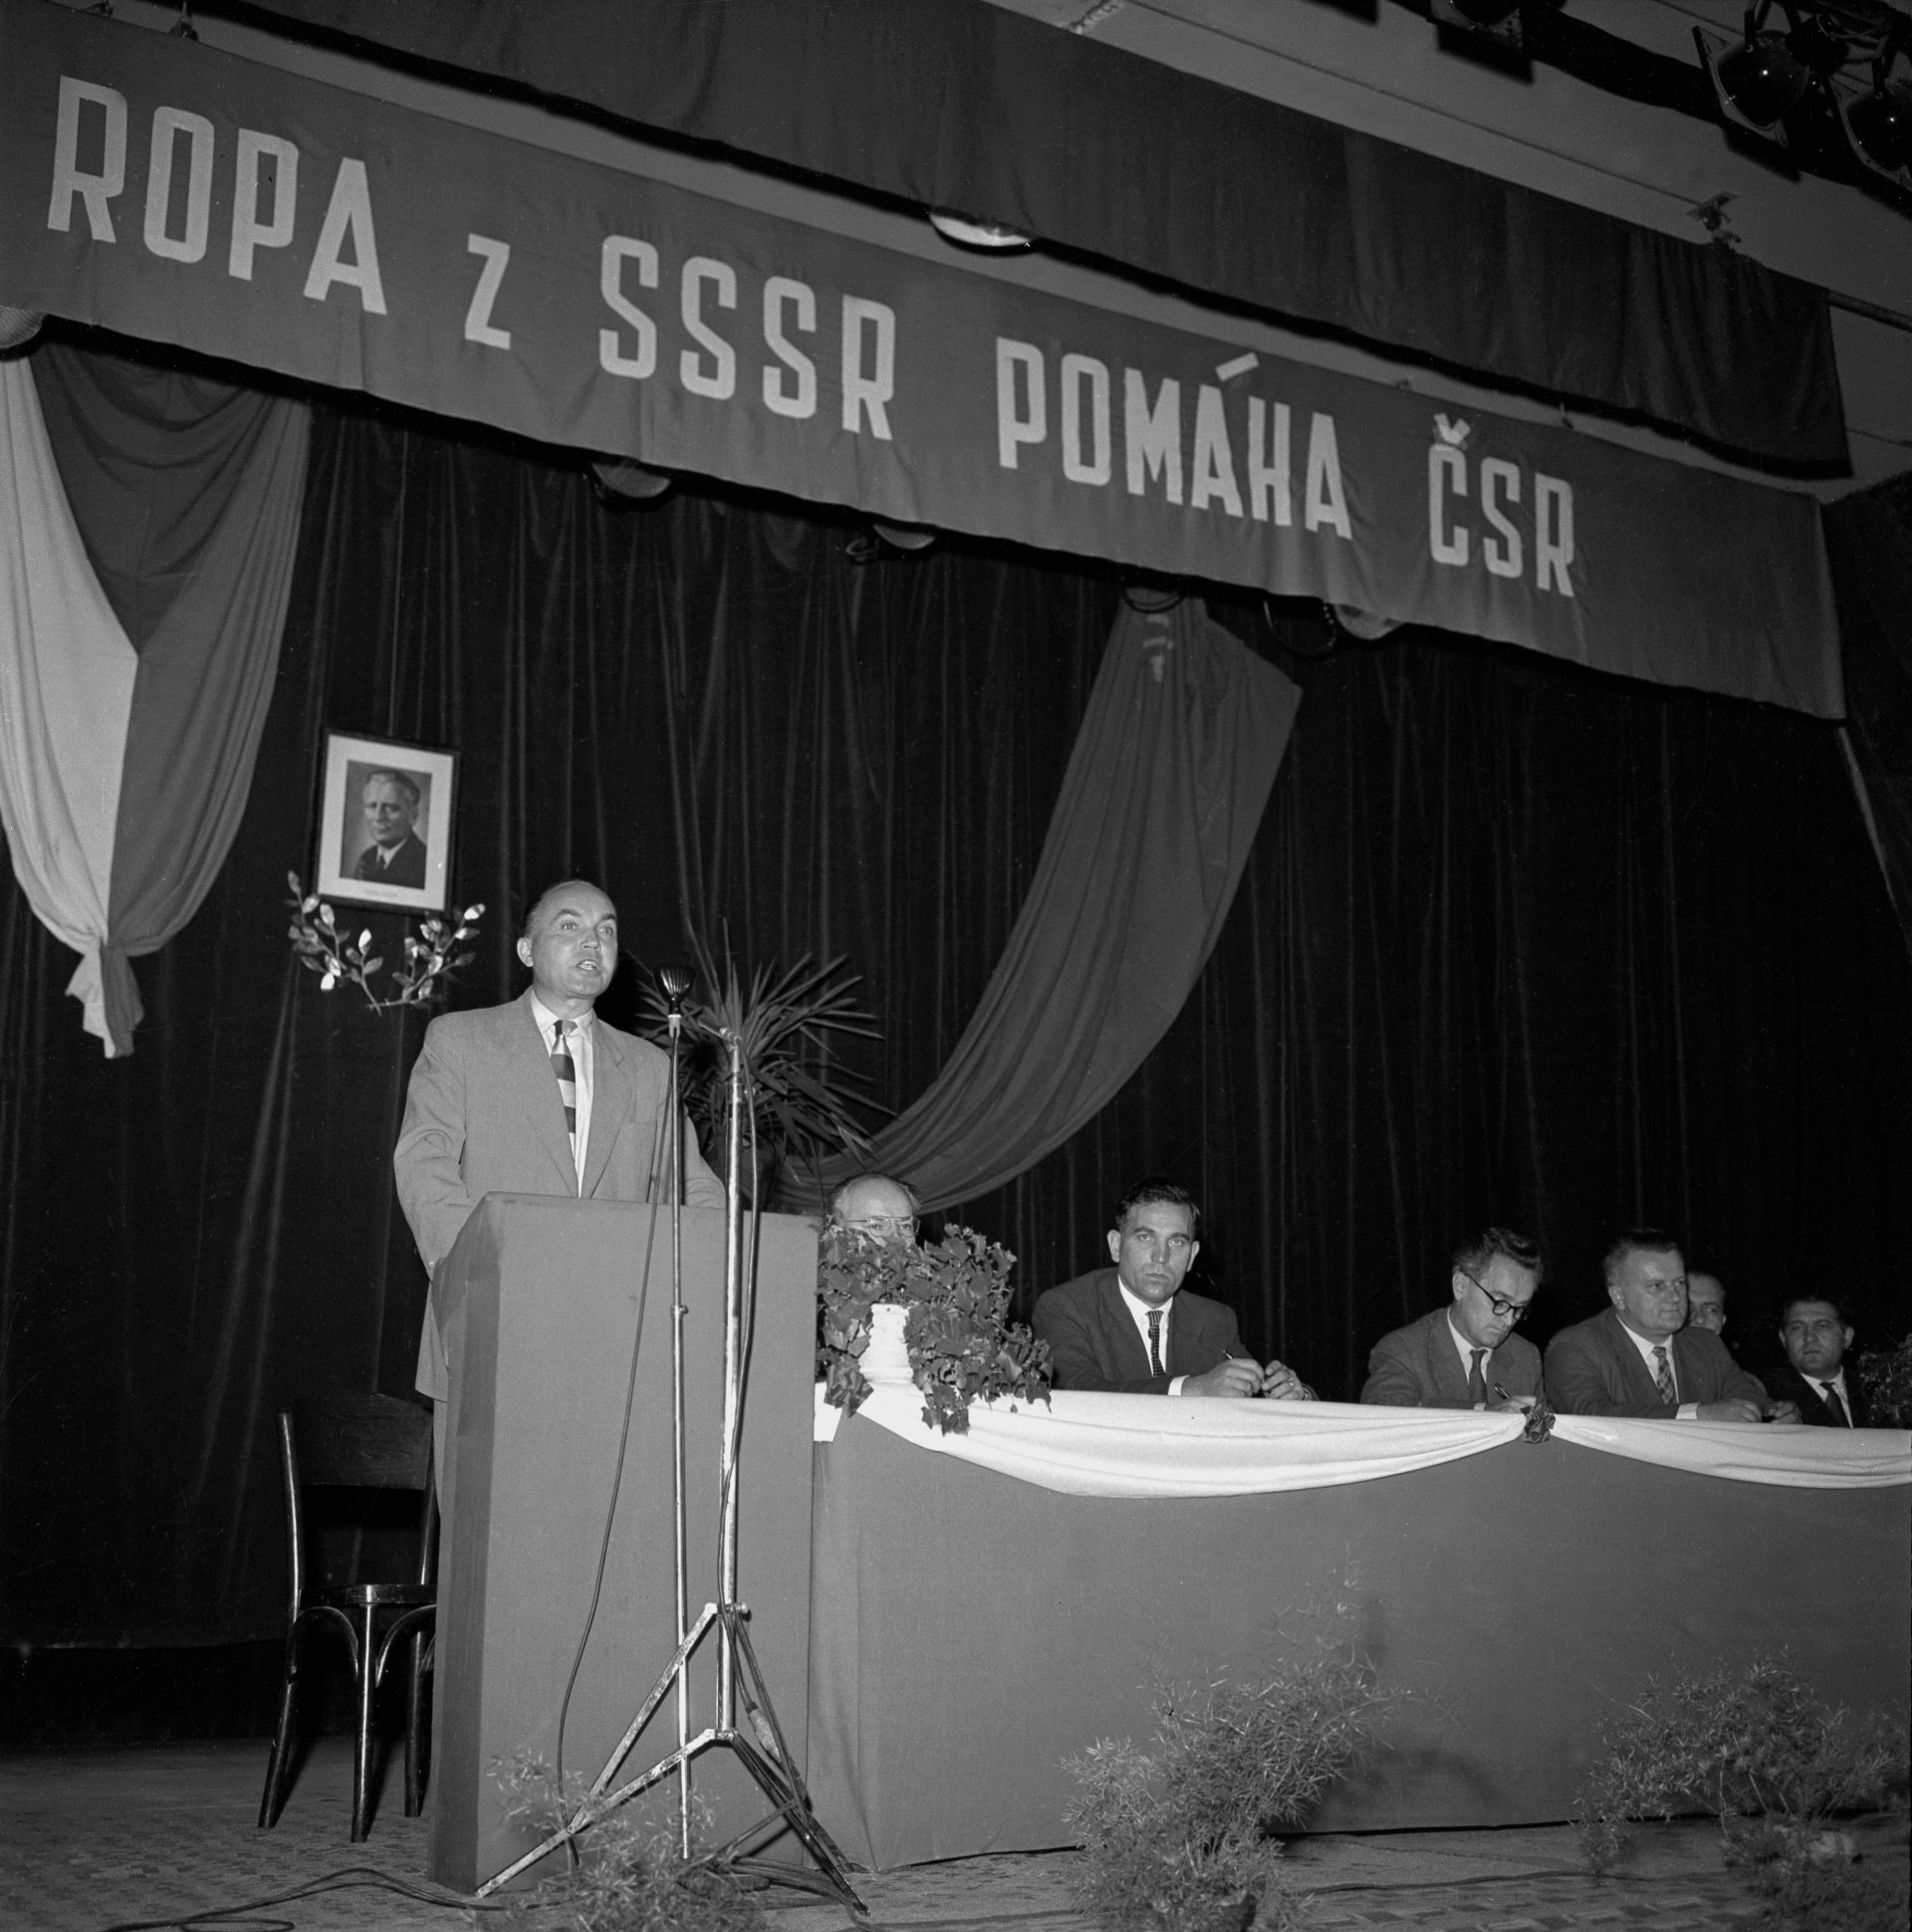 ROPA z SSSR POMÁHA ČSR